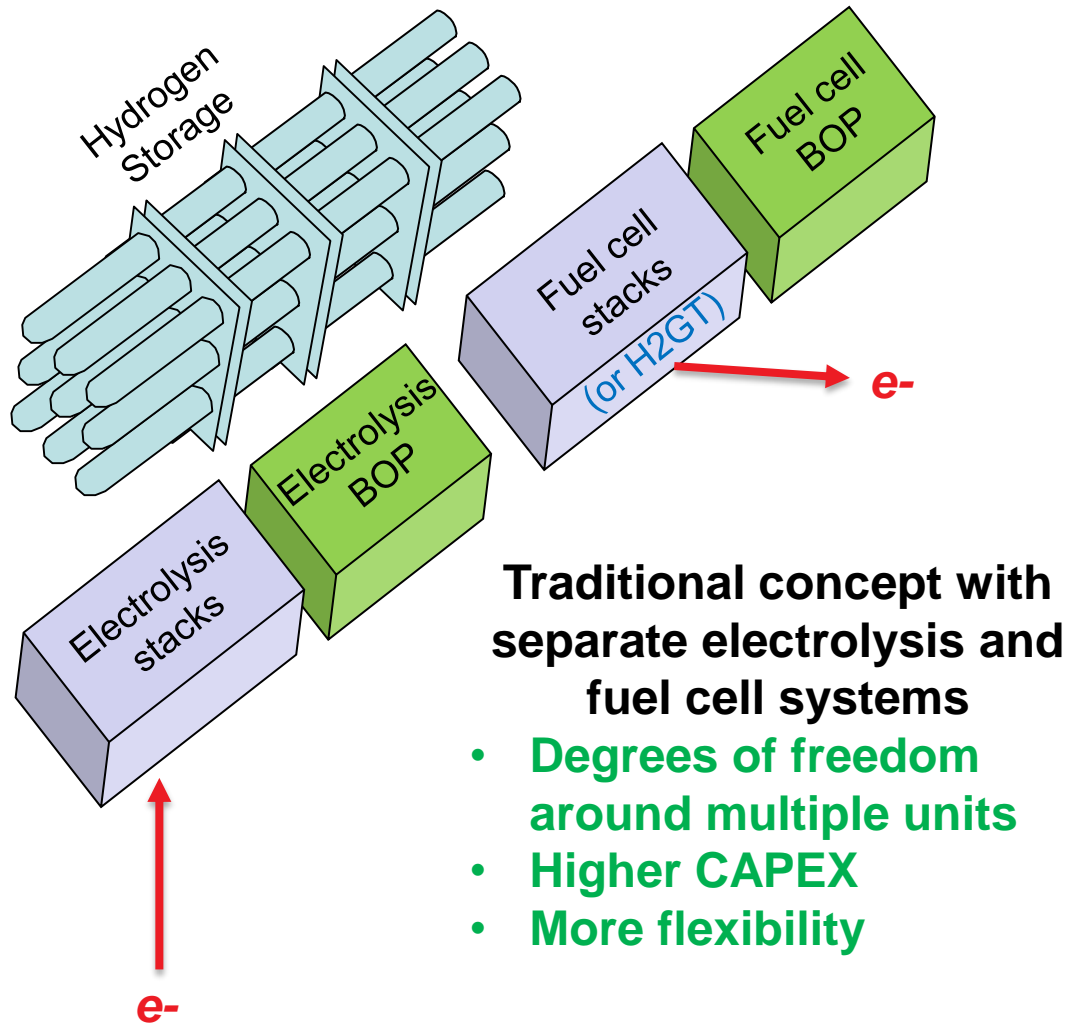 Hydrogen
Storage
Fuel cell
BOP
Fuel cell
stacks
(or H2GT)
e-
Electrolysis
BOP
Electrolysis
stacks
e-
Traditional concept with
separate electrolysis and
fuel cell systems
• Degrees of freedom
around multiple units
• Higher CAPEX
• More flexibility